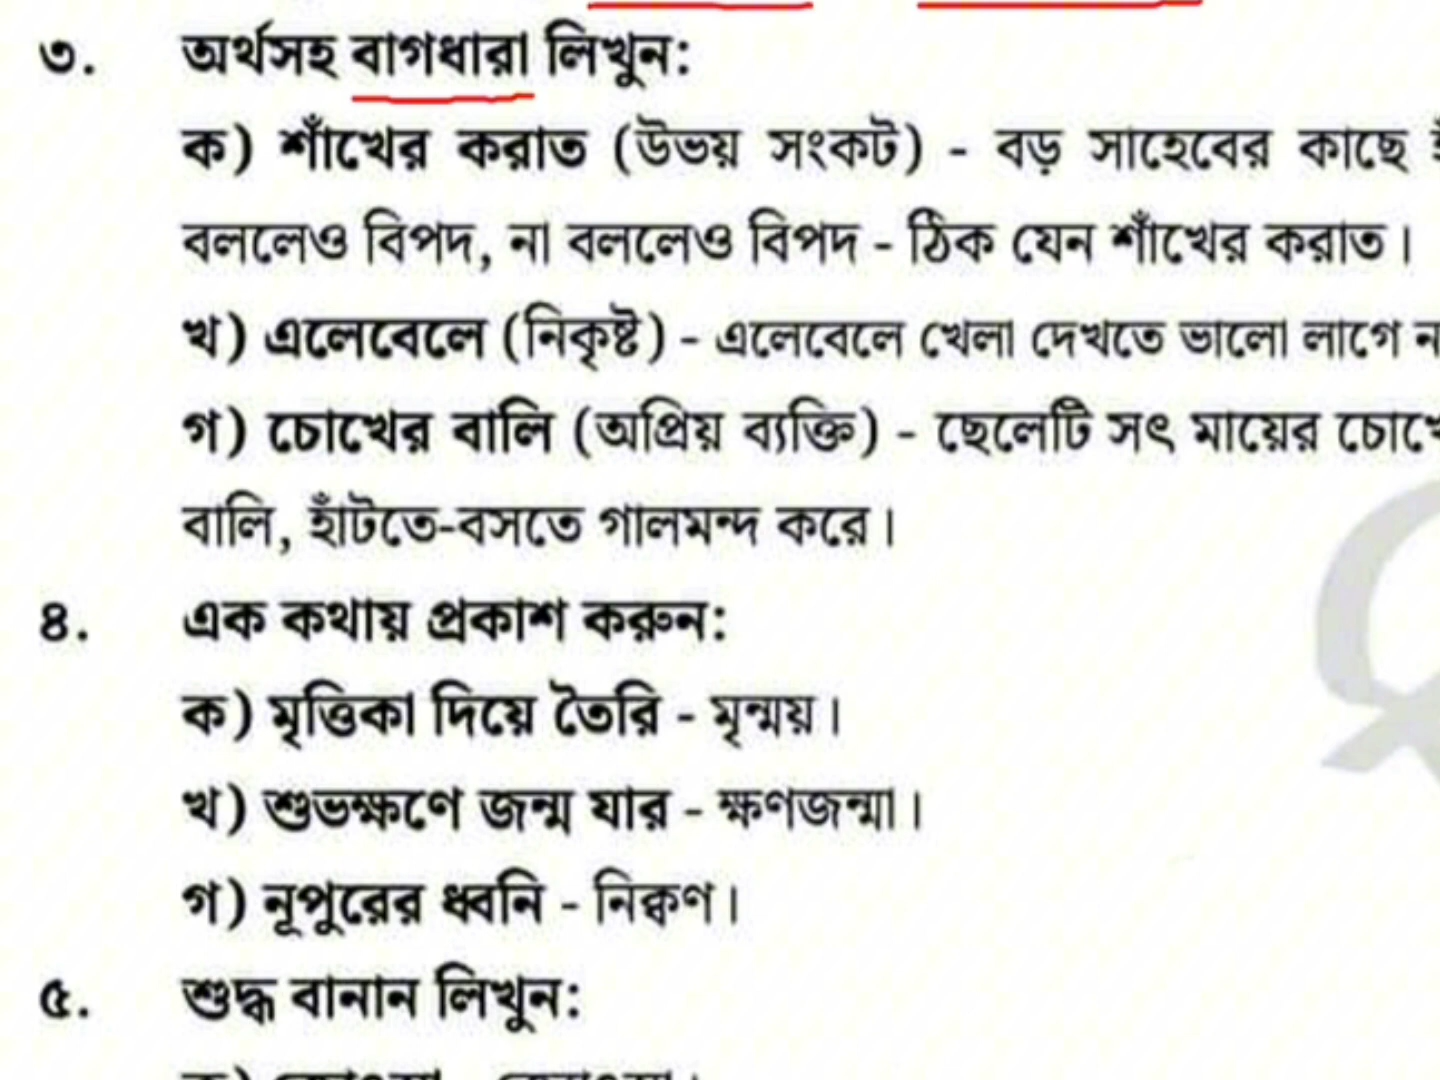 ৩. অর্থসহ বাগধারা লিখুন:
ক) শাঁখের করাত (উভয় সংকট) - বড় সাহেবের কাছে
বললেও বিপদ, না বললেও বিপদ - ঠিক যেন শাঁখের করাত।
খ) এলেবেলে (নিকৃষ্ট) - এলেবেলে খেলা দেখতে ভালো লাগে
গ) চোখের বালি (অপ্রিয় ব্যক্তি) - ছেলেটি সৎ মায়ের
বালি, হাঁটতে-বসতে গালমন্দ করে।
৪. এক কথায় প্রকাশ করুন:
ক) মৃত্তিকা দিয়ে তৈরি - মৃন্ময়।
খ) শুভক্ষণে জন্ম যার - ক্ষণজন্মা।
গ) নূপুরের ধ্বনি - নিক্বণ।
৫. শুদ্ধ বানান লিখুন: